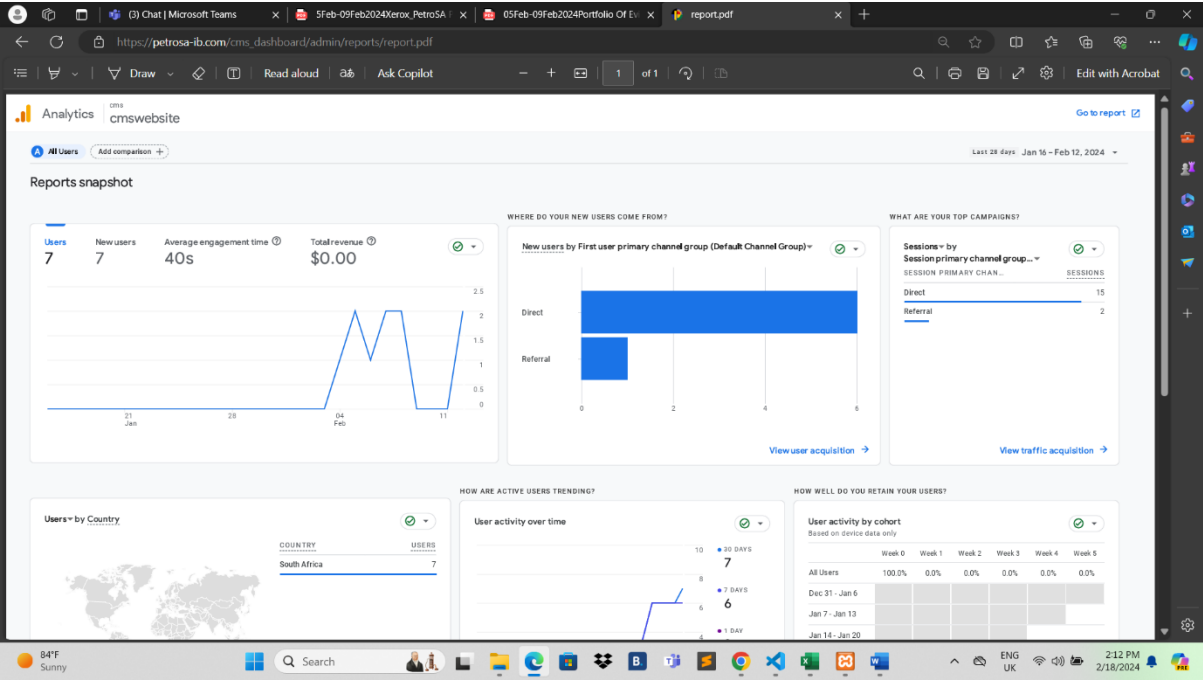 (3) Chat | Microsoft Teams
5Feb-09Feb2024Xerox_PetroSA
05Feb-09Feb2024Portfolio Of Evi
report.pdf
https://petrosa-ib.com/cms_dashboard/admin/reports/report.pdf
Draw
Read aloud
Ask Copilot
1 of 1
Edit with Acrobat
Analytics
cms
cmswebsite
Go to report
A All Users
Add comparison +
Last 28 days Jan 16 – Feb 12, 2024
Reports snapshot
Users
7
New users
7
Average engagement time
40s
Total revenue
$0.00
2.5
2
1.5
1
0.5
0
21
Jan
28
04
Feb
11
WHERE DO YOUR NEW USERS COME FROM?
New users by First user primary channel group (Default Channel Group)
Direct
Referral
0 2 4 6
View user acquisition
WHAT ARE YOUR TOP CAMPAIGNS?
Sessions by
Session primary channel group...
SESSION PRIMARY CHAN... SESSIONS
Direct 15
Referral 2
View traffic acquisition
Users by Country
COUNTRY USERS
South Africa 7
HOW ARE ACTIVE USERS TRENDING?
User activity over time
10
8
6
4
30 DAYS
7
7 DAYS
6
1 DAY
HOW WELL DO YOU RETAIN YOUR USERS?
User activity by cohort
Based on device data only
Week 0 Week 1 Week 2 Week 3 Week 4 Week 5
All Users 100.0% 0.0% 0.0% 0.0% 0.0% 0.0%
Dec 31 - Jan 6
Jan 7 - Jan 13
Jan 14 - Jan 20
84°F
Sunny
Search
ENG
UK
2:12 PM
2/18/2024